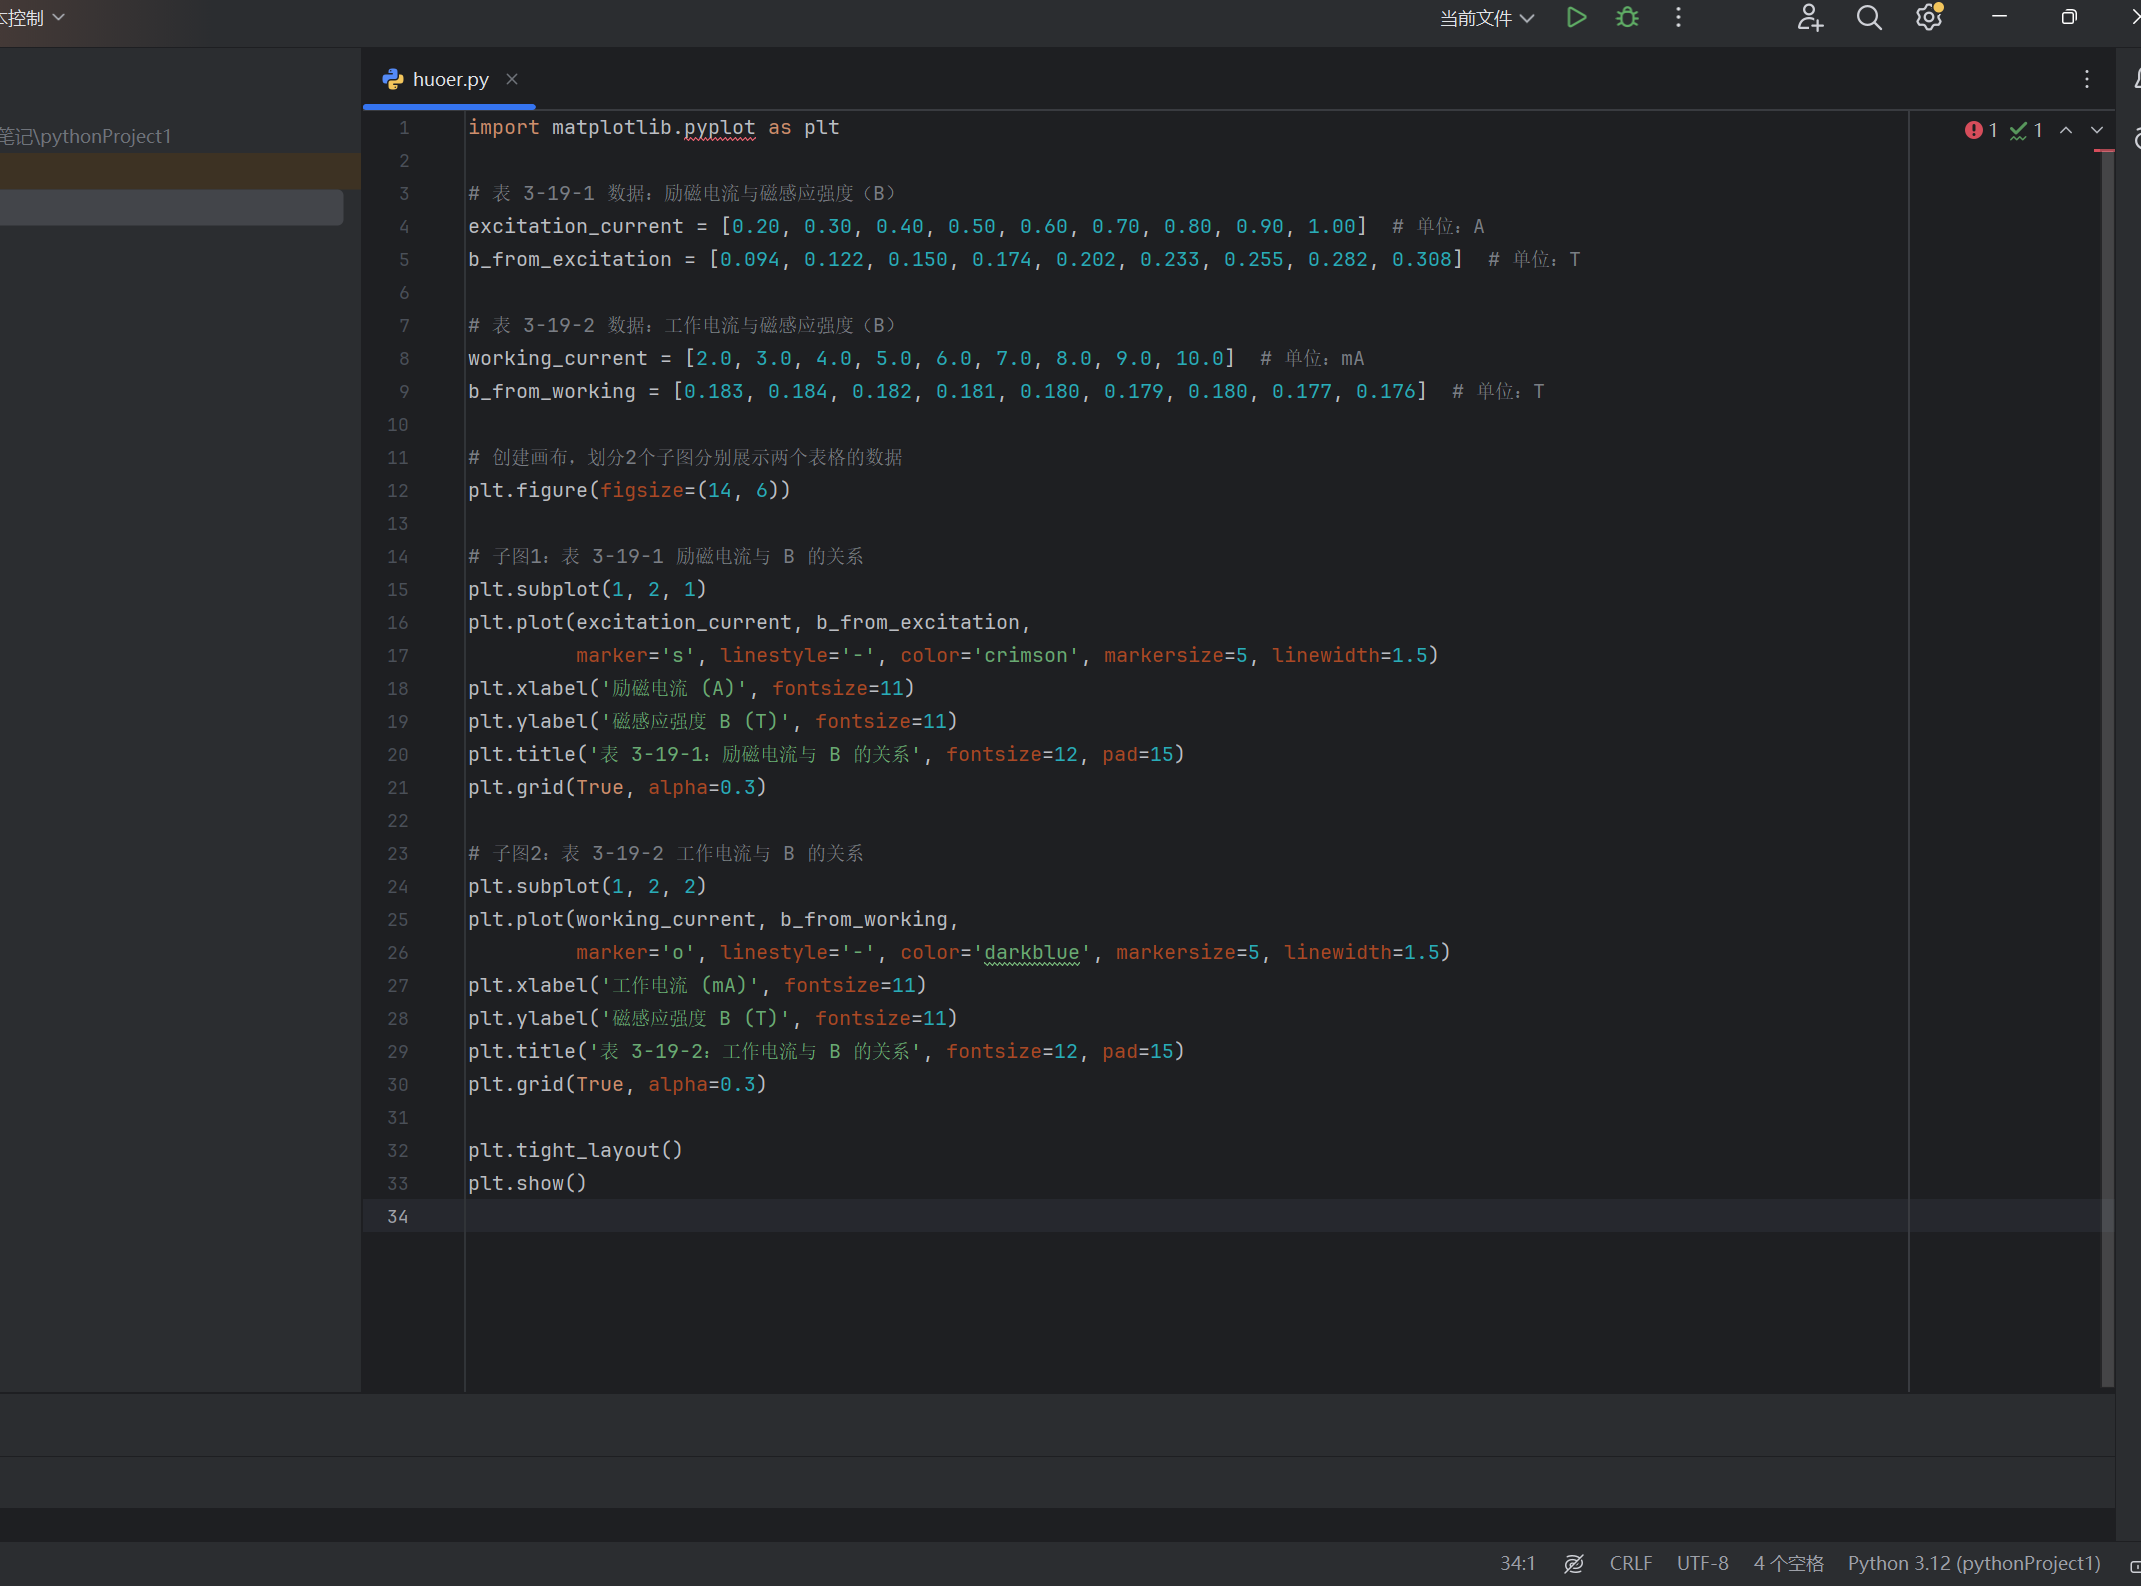 本控制
当前文件
huoer.py
笔记\pythonProject1
1 1
1 import matplotlib.pyplot as plt
2
3 # 表 3-19-1 数据：励磁电流与磁感应强度（B）
4 excitation_current = [0.20, 0.30, 0.40, 0.50, 0.60, 0.70, 0.80, 0.90, 1.00]  # 单位：A
5 b_from_excitation = [0.094, 0.122, 0.150, 0.174, 0.202, 0.233, 0.255, 0.282, 0.308]  # 单位：T
6
7 # 表 3-19-2 数据：工作电流与磁感应强度（B）
8 working_current = [2.0, 3.0, 4.0, 5.0, 6.0, 7.0, 8.0, 9.0, 10.0]  # 单位：mA
9 b_from_working = [0.183, 0.184, 0.182, 0.181, 0.180, 0.179, 0.180, 0.177, 0.176]  # 单位：T
10
11 # 创建画布，划分2个子图分别展示两个表格的数据
12 plt.figure(figsize=(14, 6))
13
14 # 子图1：表 3-19-1 励磁电流与 B 的关系
15 plt.subplot(1, 2, 1)
16 plt.plot(excitation_current, b_from_excitation,
17          marker='s', linestyle='-', color='crimson', markersize=5, linewidth=1.5)
18 plt.xlabel('励磁电流 (A)', fontsize=11)
19 plt.ylabel('磁感应强度 B (T)', fontsize=11)
20 plt.title('表 3-19-1：励磁电流与 B 的关系', fontsize=12, pad=15)
21 plt.grid(True, alpha=0.3)
22
23 # 子图2：表 3-19-2 工作电流与 B 的关系
24 plt.subplot(1, 2, 2)
25 plt.plot(working_current, b_from_working,
26          marker='o', linestyle='-', color='darkblue', markersize=5, linewidth=1.5)
27 plt.xlabel('工作电流 (mA)', fontsize=11)
28 plt.ylabel('磁感应强度 B (T)', fontsize=11)
29 plt.title('表 3-19-2：工作电流与 B 的关系', fontsize=12, pad=15)
30 plt.grid(True, alpha=0.3)
31
32 plt.tight_layout()
33 plt.show()
34
34:1 CRLF UTF-8 4 个空格 Python 3.12 (pythonProject1)